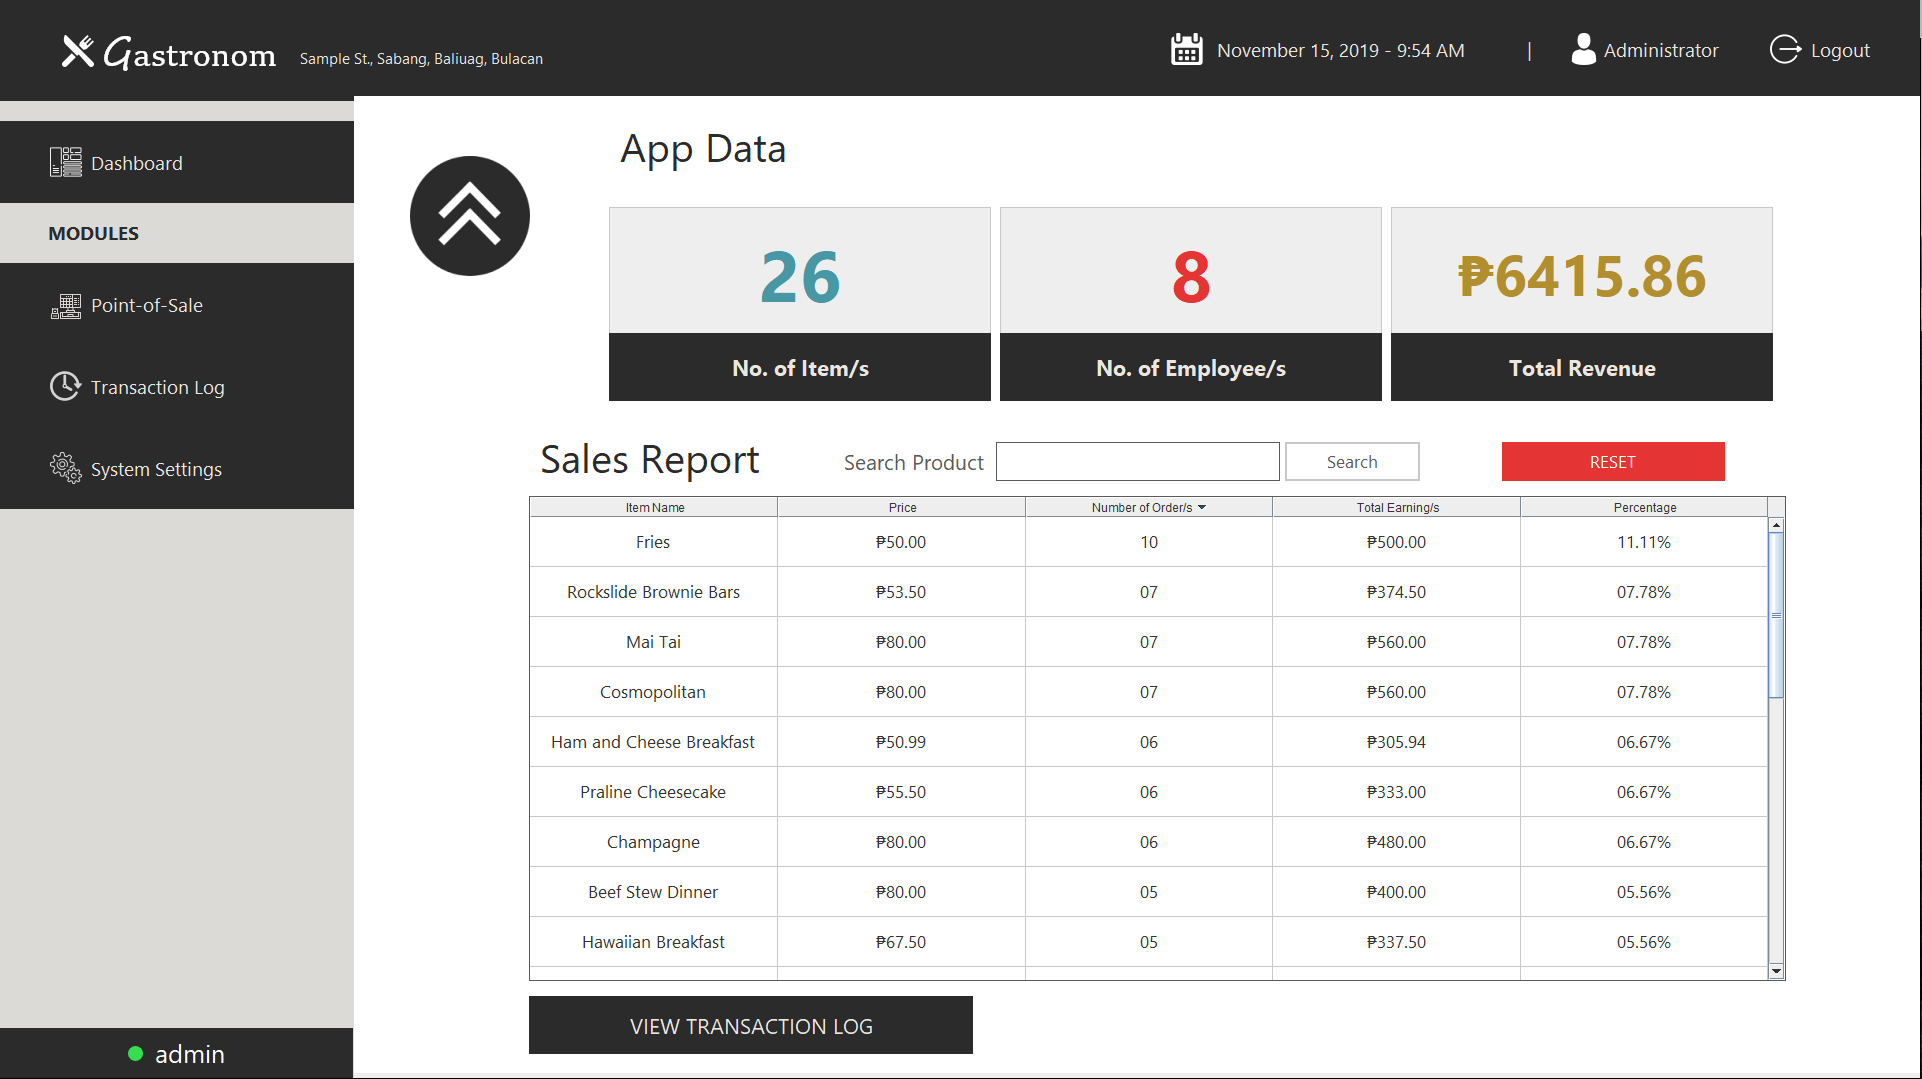 Gastronom Sample St., Sabang, Baliuag, Bulacan
November 15, 2019 - 9:54 AM | Administrator Logout
Dashboard
MODULES
Point-of-Sale
Transaction Log
System Settings
admin
App Data
26 8 ₱6415.86
No. of Item/s No. of Employee/s Total Revenue
Sales Report Search Product Search RESET
Item Name Price Number of Order/s Total Earning/s Percentage
Fries ₱50.00 10 ₱500.00 11.11%
Rockslide Brownie Bars ₱53.50 07 ₱374.50 07.78%
Mai Tai ₱80.00 07 ₱560.00 07.78%
Cosmopolitan ₱80.00 07 ₱560.00 07.78%
Ham and Cheese Breakfast ₱50.99 06 ₱305.94 06.67%
Praline Cheesecake ₱55.50 06 ₱333.00 06.67%
Champagne ₱80.00 06 ₱480.00 06.67%
Beef Stew Dinner ₱80.00 05 ₱400.00 05.56%
Hawaiian Breakfast ₱67.50 05 ₱337.50 05.56%
VIEW TRANSACTION LOG